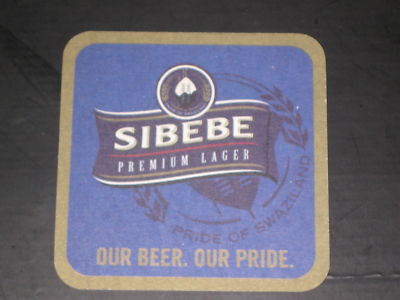 SIBEBE
PREMIUM LAGER
PRIDE OF SWAZILAND
OUR BEER. OUR PRIDE.